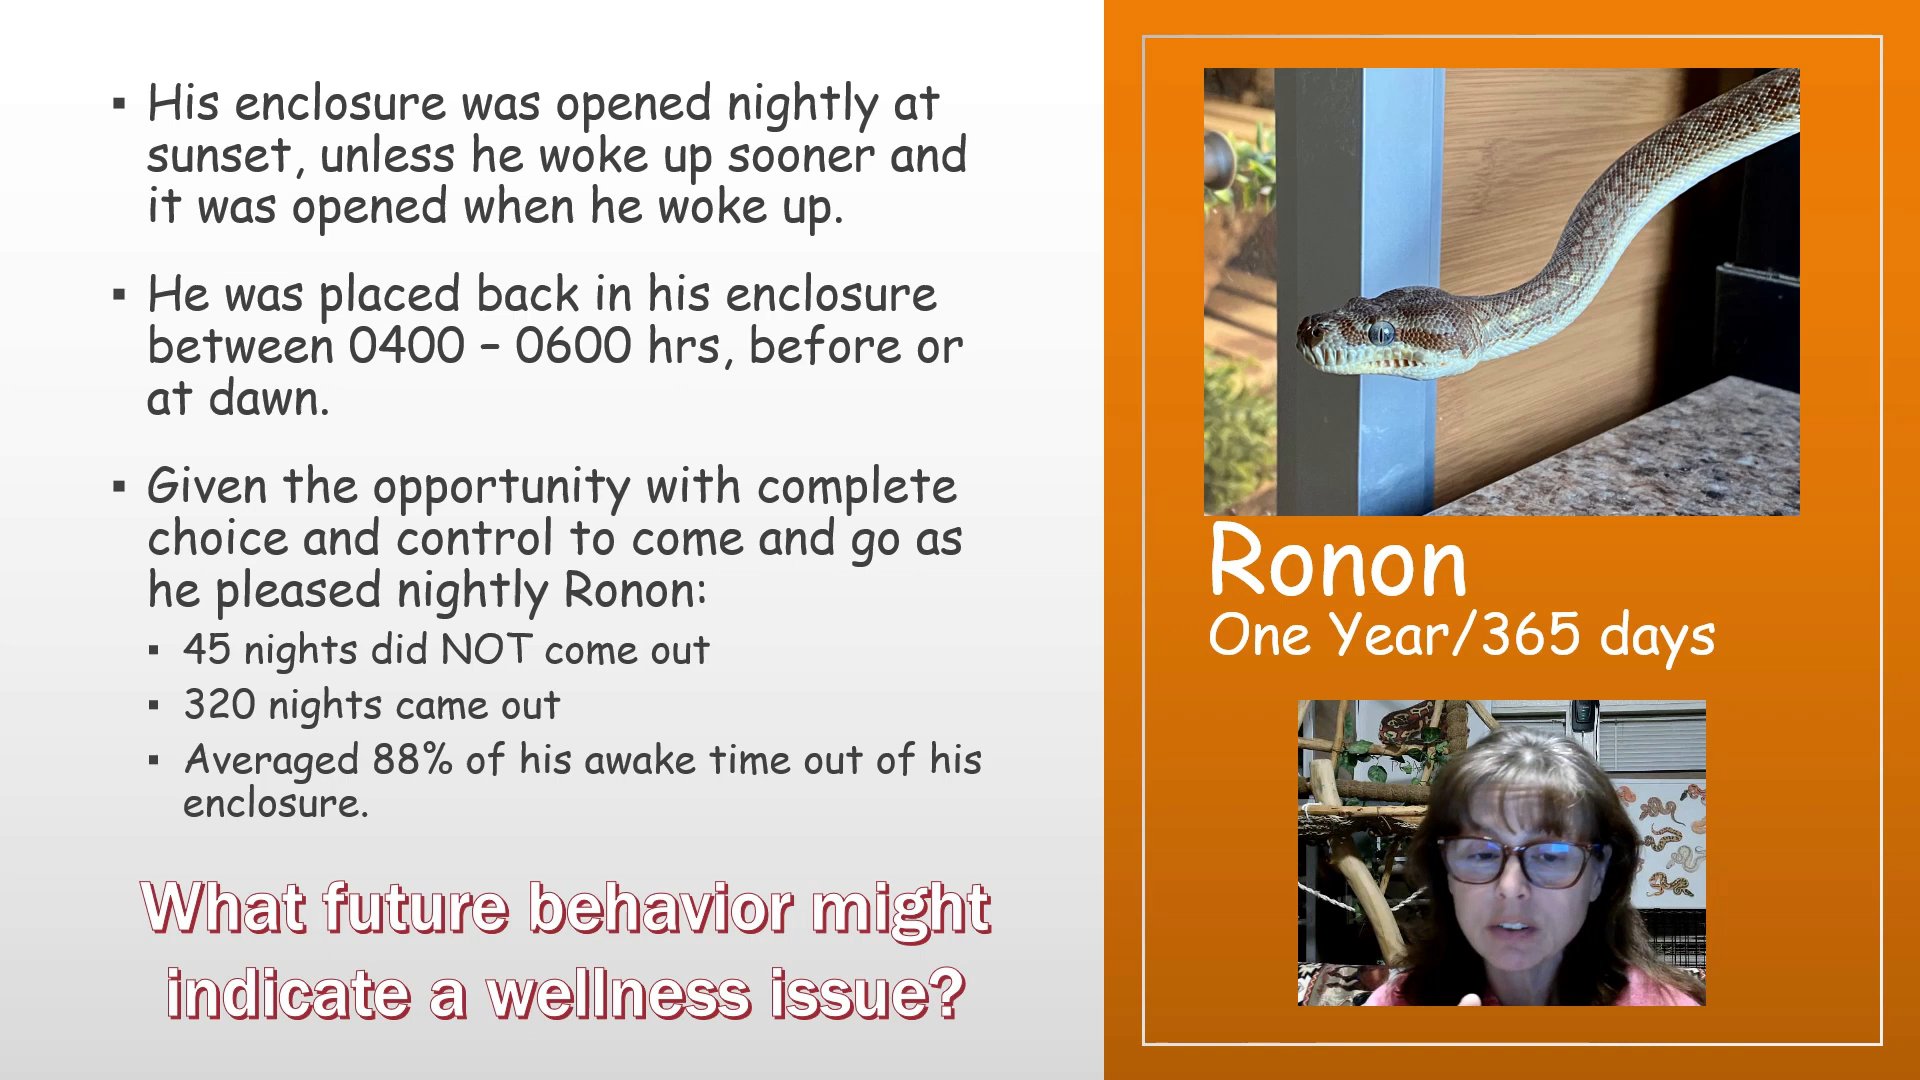 ▪ His enclosure was opened nightly at
sunset, unless he woke up sooner and
it was opened when he woke up.
▪ He was placed back in his enclosure
between 0400 – 0600 hrs, before or
at dawn.
▪ Given the opportunity with complete
choice and control to come and go as
he pleased nightly Ronon:
▪ 45 nights did NOT come out
▪ 320 nights came out
▪ Averaged 88% of his awake time out of his
enclosure.
What future behavior might
indicate a wellness issue?
Ronon
One Year/365 days